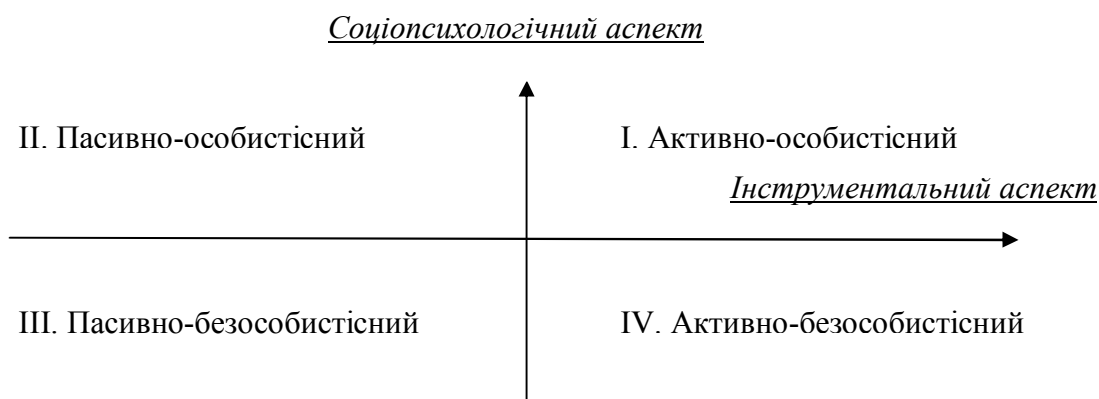 Соціопсихологічний аспект
II. Пасивно-особистісний
I. Активно-особистісний
Інструментальний аспект
III. Пасивно-безособистісний
IV. Активно-безособистісний